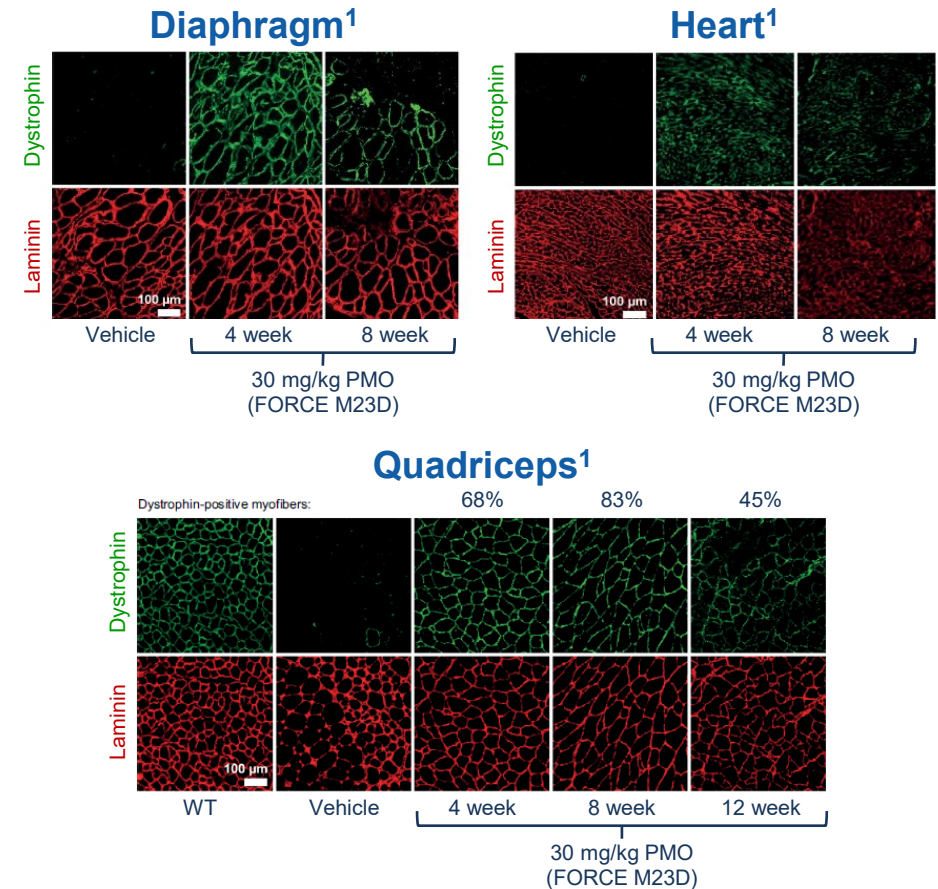 Diaphragm1
Dystrophin
Laminin
100 µm
Vehicle 4 week 8 week
30 mg/kg PMO
(FORCE M23D)
Heart1
Dystrophin
Laminin
100 µm
Vehicle 4 week 8 week
30 mg/kg PMO
(FORCE M23D)
Quadriceps1
Dystrophin-positive myofibers: 68% 83% 45%
Dystrophin
Laminin
100 µm
WT Vehicle 4 week 8 week 12 week
30 mg/kg PMO
(FORCE M23D)